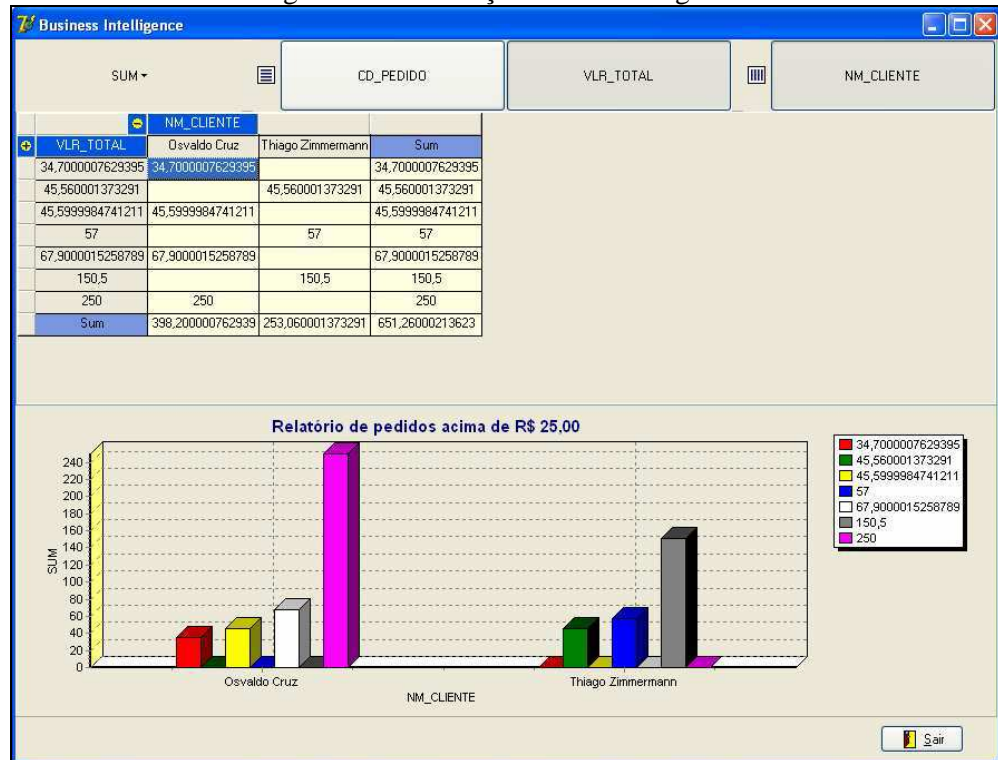 Business Intelligence
SUM
CD_PEDIDO
VLR_TOTAL
NM_CLIENTE
NM_CLIENTE
VLR_TOTAL Osvaldo Cruz Thiago Zimmermann Sum
34,7000007629395 34,7000007629395 34,7000007629395
45,560001373291 45,560001373291 45,560001373291
45,5999984741211 45,5999984741211 45,5999984741211
57 57 57
67,9000015258789 67,9000015258789 67,9000015258789
150,5 150,5 150,5
250 250 250
Sum 398,200000762939 253,060001373291 651,26000213623
Relatório de pedidos acima de R$ 25,00
240
220
200
180
160
140
120
100
80
60
40
20
0
SUM
Osvaldo Cruz
Thiago Zimmermann
NM_CLIENTE
34,7000007629395
45,560001373291
45,5999984741211
57
67,9000015258789
150,5
250
Sair